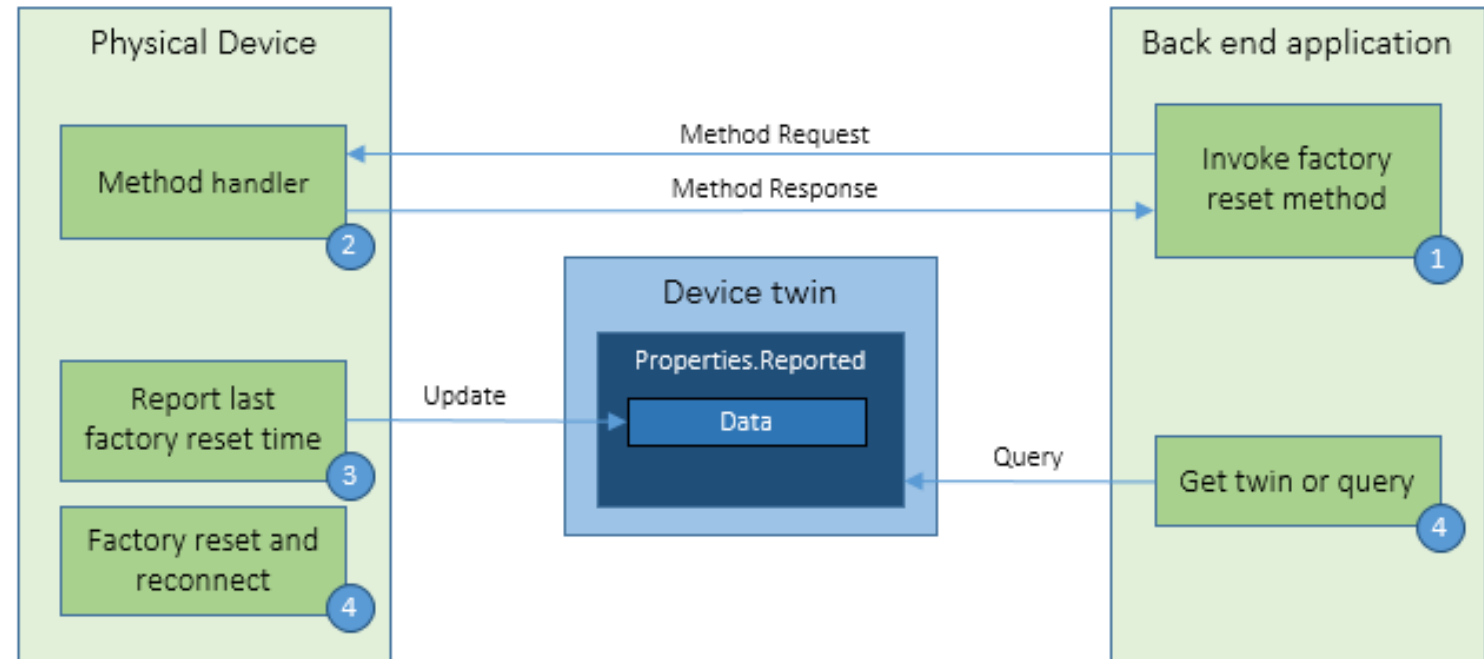 Physical Device
Back end application
Method handler
2
Method Request
Method Response
Invoke factory
reset method
1
Device twin
Properties.Reported
Data
Report last
factory reset time
3
Update
Query
Get twin or query
4
Factory reset and
reconnect
4